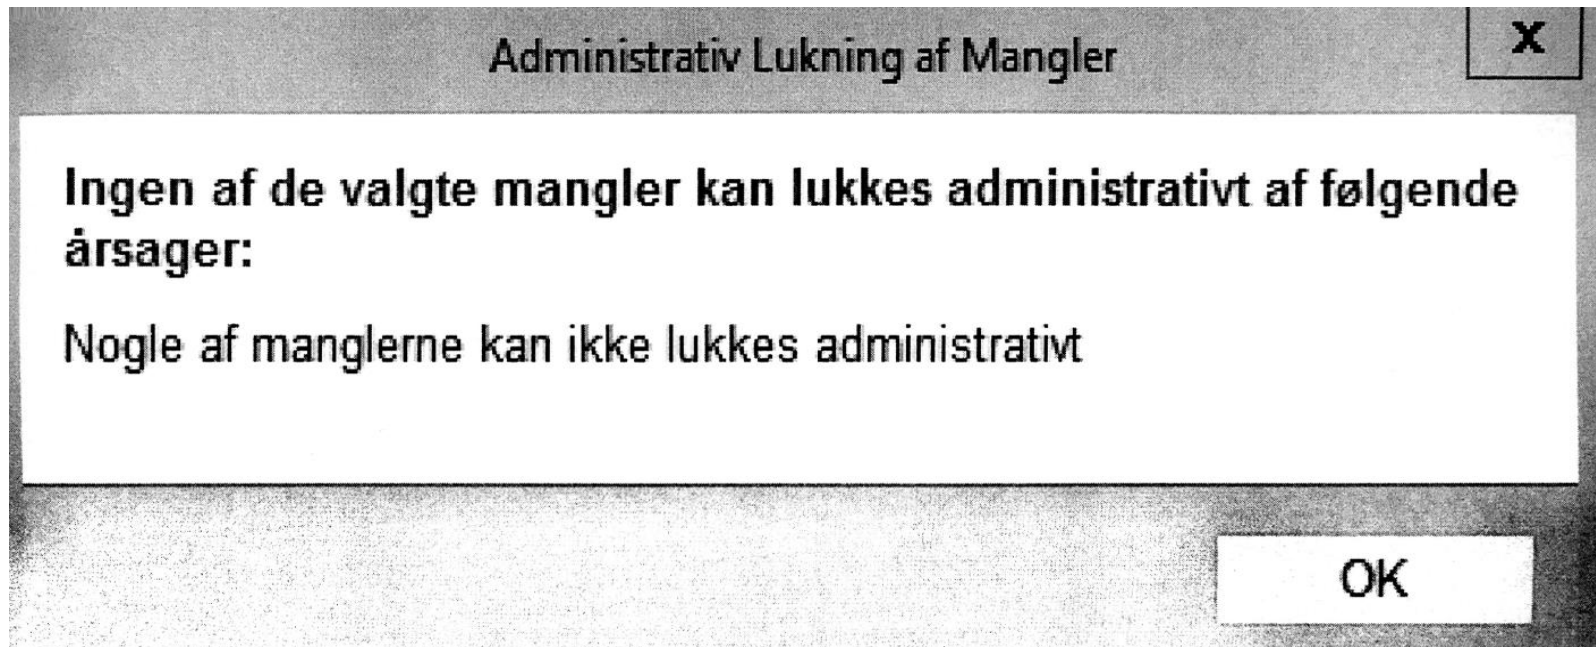 Administrativ Lukning af Mangler
x
Ingen af de valgte mangler kan lukkes administrativt af følgende
årsager:
Nogle af manglerne kan ikke lukkes administrativt
OK